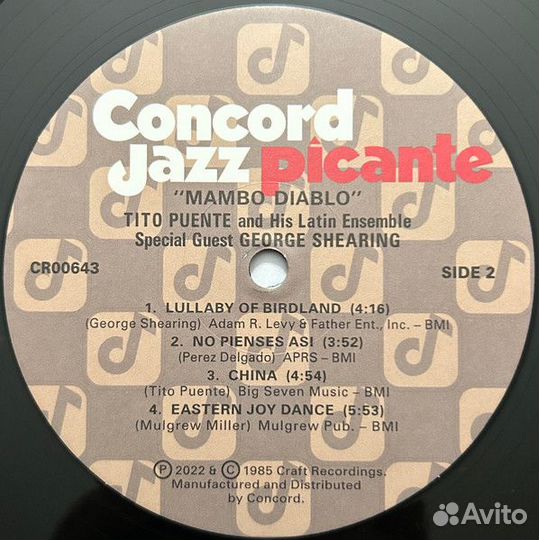 Concord
Jazz picante
"MAMBO DIABLO"
TITO PUENTE and His Latin Ensemble
Special Guest GEORGE SHEARING
CR00643
SIDE 2
1. LULLABY OF BIRDLAND (4:16)
(George Shearing) Adam R. Levy & Father Ent., Inc. – BMI
2. NO PIENSES ASI (3:52)
(Perez Delgado) APRS – BMI
3. CHINA (4:54)
(Tito Puente) Big Seven Music – BMI
4. EASTERN JOY DANCE (5:53)
(Mulgrew Miller) Mulgrew Pub. – BMI
℗ 2022 & © 1985 Craft Recordings.
Manufactured and Distributed
by Concord.
Avito